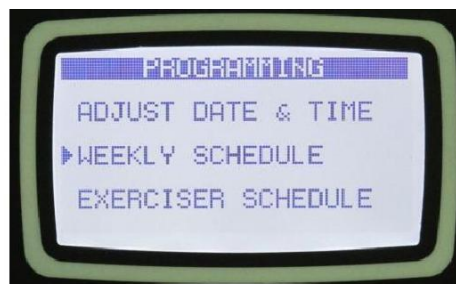 PROGRAMMING
ADJUST DATE & TIME
WEEKLY SCHEDULE
EXERCISER SCHEDULE